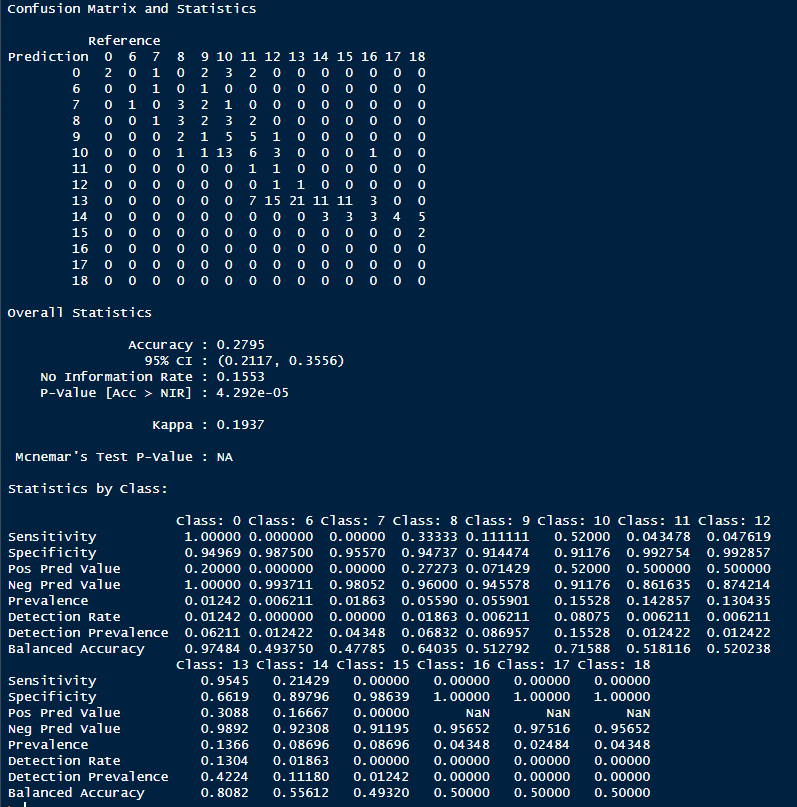 Confusion Matrix and Statistics
Reference
Prediction 0 6 7 8 9 10 11 12 13 14 15 16 17 18
0 2 0 1 0 2 3 2 0 0 0 0 0 0 0
6 0 0 1 0 1 0 0 0 0 0 0 0 0 0
7 0 1 0 3 2 1 0 0 0 0 0 0 0 0
8 0 0 1 3 2 3 2 0 0 0 0 0 0 0
9 0 0 0 2 1 5 5 1 0 0 0 0 0 0
10 0 0 0 1 1 13 6 3 0 0 0 1 0 0
11 0 0 0 0 0 0 1 1 0 0 0 0 0 0
12 0 0 0 0 0 0 0 1 1 0 0 0 0 0
13 0 0 0 0 0 0 7 15 21 11 11 3 0 0
14 0 0 0 0 0 0 0 0 0 3 3 3 4 5
15 0 0 0 0 0 0 0 0 0 0 0 0 0 2
16 0 0 0 0 0 0 0 0 0 0 0 0 0 0
17 0 0 0 0 0 0 0 0 0 0 0 0 0 0
18 0 0 0 0 0 0 0 0 0 0 0 0 0 0
Overall Statistics
Accuracy : 0.2795
95% CI : (0.2117, 0.3556)
No Information Rate : 0.1553
P-Value [Acc > NIR] : 4.292e-05
Kappa : 0.1937
Mcnemar's Test P-Value : NA
Statistics by Class:
Class: 0 Class: 6 Class: 7 Class: 8 Class: 9 Class: 10 Class: 11 Class: 12
Sensitivity 1.00000 0.000000 0.00000 0.33333 0.111111 0.52000 0.043478 0.047619
Specificity 0.94969 0.987500 0.95570 0.94737 0.914474 0.91176 0.992754 0.992857
Pos Pred Value 0.20000 0.000000 0.00000 0.27273 0.071429 0.52000 0.500000 0.500000
Neg Pred Value 1.00000 0.993711 0.98052 0.96000 0.945578 0.91176 0.861635 0.874214
Prevalence 0.01242 0.006211 0.01863 0.05590 0.055901 0.15528 0.142857 0.130435
Detection Rate 0.01242 0.000000 0.00000 0.01863 0.006211 0.08075 0.006211 0.006211
Detection Prevalence 0.06211 0.012422 0.04348 0.06832 0.086957 0.15528 0.012422 0.012422
Balanced Accuracy 0.97484 0.493750 0.47785 0.64035 0.512792 0.71588 0.518116 0.520238
Class: 13 Class: 14 Class: 15 Class: 16 Class: 17 Class: 18
Sensitivity 0.9545 0.21429 0.00000 0.00000 0.00000 0.00000
Specificity 0.6619 0.89796 0.98639 1.00000 1.00000 1.00000
Pos Pred Value 0.3088 0.16667 0.00000 NaN NaN NaN
Neg Pred Value 0.9892 0.92308 0.91195 0.95652 0.97516 0.95652
Prevalence 0.1366 0.08696 0.08696 0.04348 0.02484 0.04348
Detection Rate 0.1304 0.01863 0.00000 0.00000 0.00000 0.00000
Detection Prevalence 0.4224 0.11180 0.01242 0.00000 0.00000 0.00000
Balanced Accuracy 0.8082 0.55612 0.49320 0.50000 0.50000 0.50000